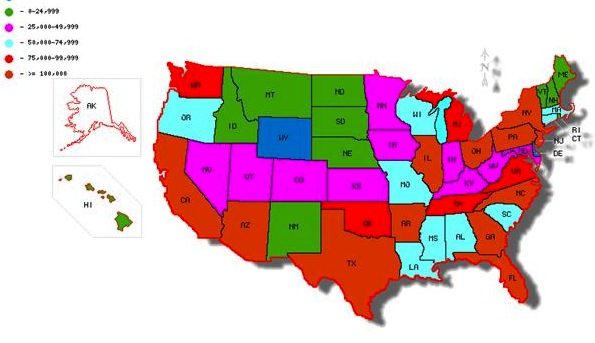 - 0-24,999
- 25,000-49,999
- 50,000-74,999
- 75,000-99,999
- >= 100,000
AK
HI
N
N
WA
MT
ND
MN
ME
VT
NH
OR
ID
SD
WI
MI
NY
MA
WY
IA
RI
CT
NE
PA
NJ
DE
NV
UT
CO
KS
MO
IL
IN
OH
WV
VA
KY
CA
AZ
NM
OK
AR
TN
NC
SC
MS
AL
GA
LA
TX
FL